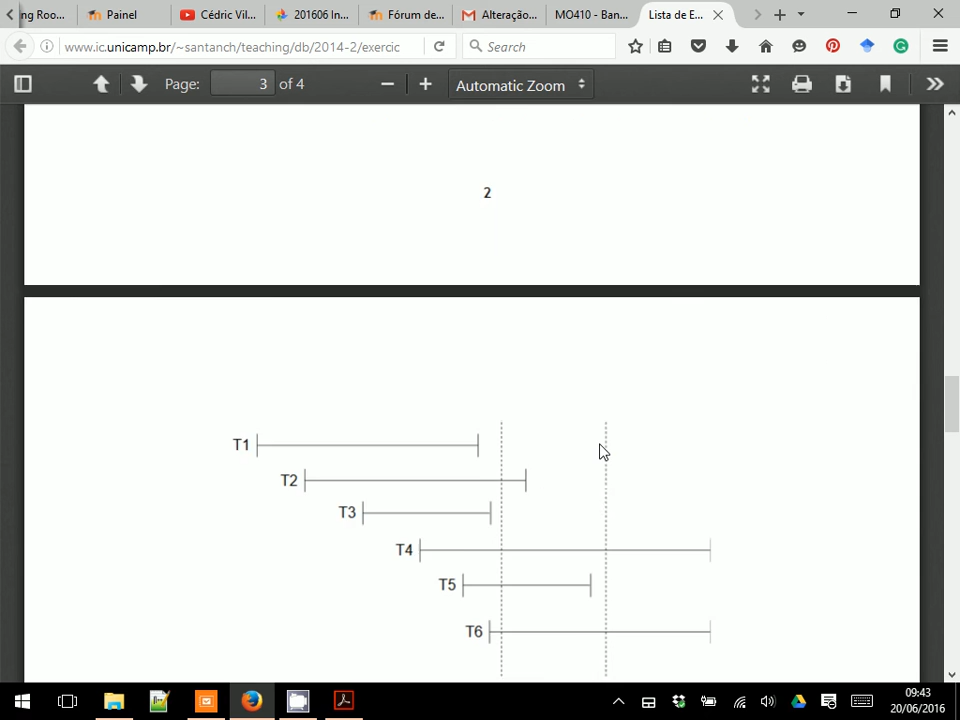 ng Roo...
Painel
Cédric Vil...
201606 In...
Fórum de...
Alteração...
MO410 - Ban...
Lista de E...
www.ic.unicamp.br/~santanch/teaching/db/2014-2/exercic
Search
Page: 3 of 4
Automatic Zoom
2
T1
T2
T3
T4
T5
T6
09:43
20/06/2016